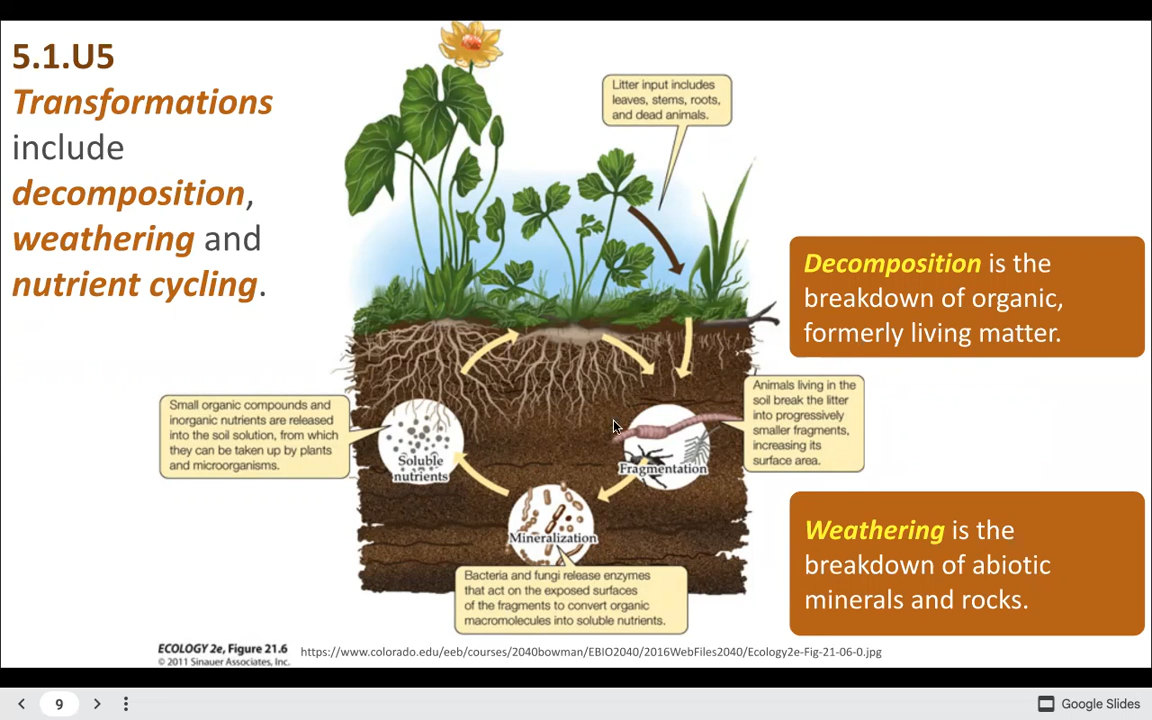 5.1.U5
Transformations
include
decomposition,
weathering and
nutrient cycling.
Litter input includes
leaves, stems, roots,
and dead animals.
Decomposition is the
breakdown of organic,
formerly living matter.
Animals living in the
soil break the litter
into progressively
smaller fragments,
increasing its
surface area.
Small organic compounds and
inorganic nutrients are released
into the soil solution, from which
they can be taken up by plants
and microorganisms.
Soluble
nutrients
Fragmentation
Mineralization
Weathering is the
breakdown of abiotic
minerals and rocks.
Bacteria and fungi release enzymes
that act on the exposed surfaces
of the fragments to convert organic
macromolecules into soluble nutrients.
ECOLOGY 2e, Figure 21.6
© 2011 Sinauer Associates, Inc.
https://www.colorado.edu/eeb/courses/2040bowman/EBIO2040/2016WebFiles2040/Ecology2e-Fig-21-06-0.jpg
9
Google Slides